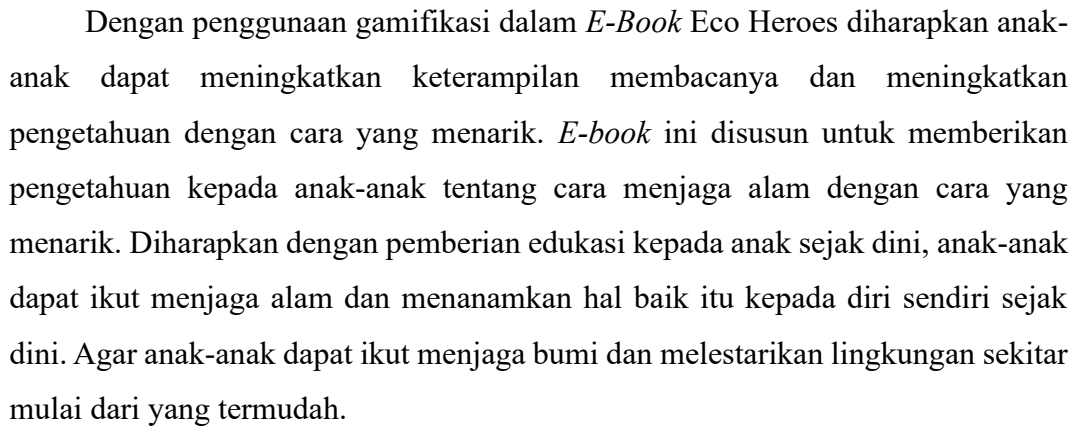 Dengan penggunaan gamifikasi dalam E-Book Eco Heroes diharapkan anak-
anak dapat meningkatkan keterampilan membacanya dan meningkatkan
pengetahuan dengan cara yang menarik. E-book ini disusun untuk memberikan
pengetahuan kepada anak-anak tentang cara menjaga alam dengan cara yang
menarik. Diharapkan dengan pemberian edukasi kepada anak sejak dini, anak-anak
dapat ikut menjaga alam dan menanamkan hal baik itu kepada diri sendiri sejak
dini. Agar anak-anak dapat ikut menjaga bumi dan melestarikan lingkungan sekitar
mulai dari yang termudah.